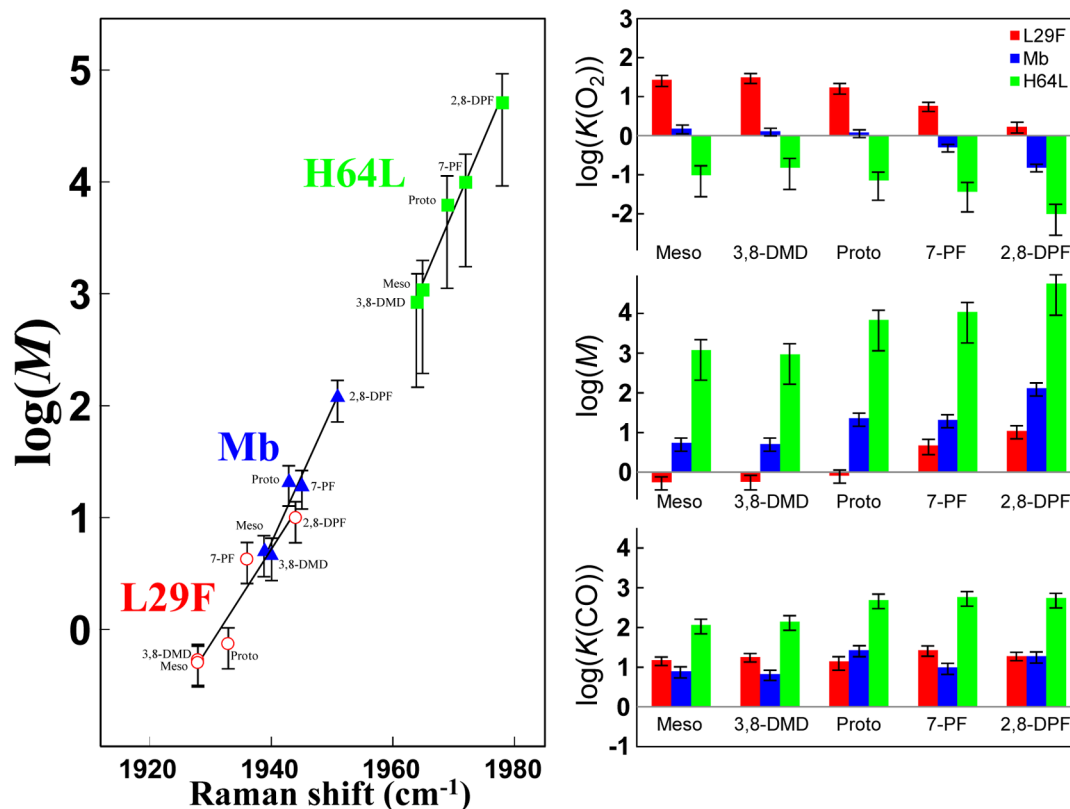 log(M)
5
4
3
2
1
0
1920
1940
1960
1980
Raman shift (cm⁻¹)
H64L
Mb
L29F
2,8-DPF
7-PF
Proto
Meso
3,8-DMD
2,8-DPF
Proto
7-PF
Meso
2,8-DPF
7-PF
3,8-DMD
3,8-DMD
Meso
Proto
log(K(O₂))
3
2
1
0
-1
-2
L29F
Mb
H64L
Meso
3,8-DMD
Proto
7-PF
2,8-DPF
log(M)
4
3
2
1
0
Meso
3,8-DMD
Proto
7-PF
2,8-DPF
log(K(CO))
4
3
2
1
0
-1
Meso
3,8-DMD
Proto
7-PF
2,8-DPF